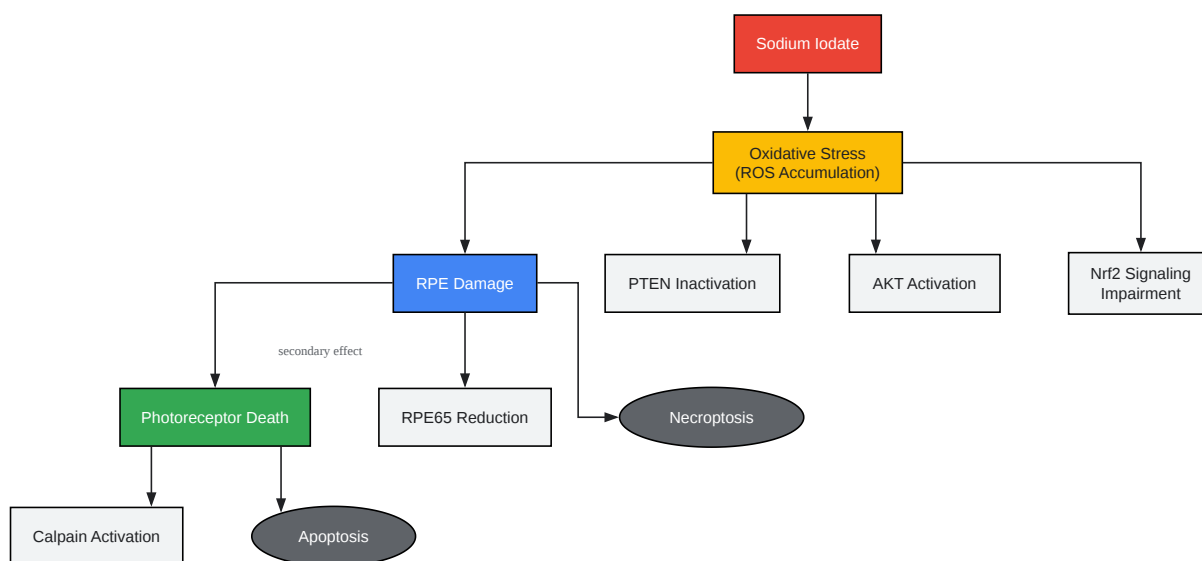 Sodium Iodate
Oxidative Stress
(ROS Accumulation)
RPE Damage
PTEN Inactivation
AKT Activation
Nrf2 Signaling
Impairment
secondary effect
Photoreceptor Death
RPE65 Reduction
Necroptosis
Calpain Activation
Apoptosis